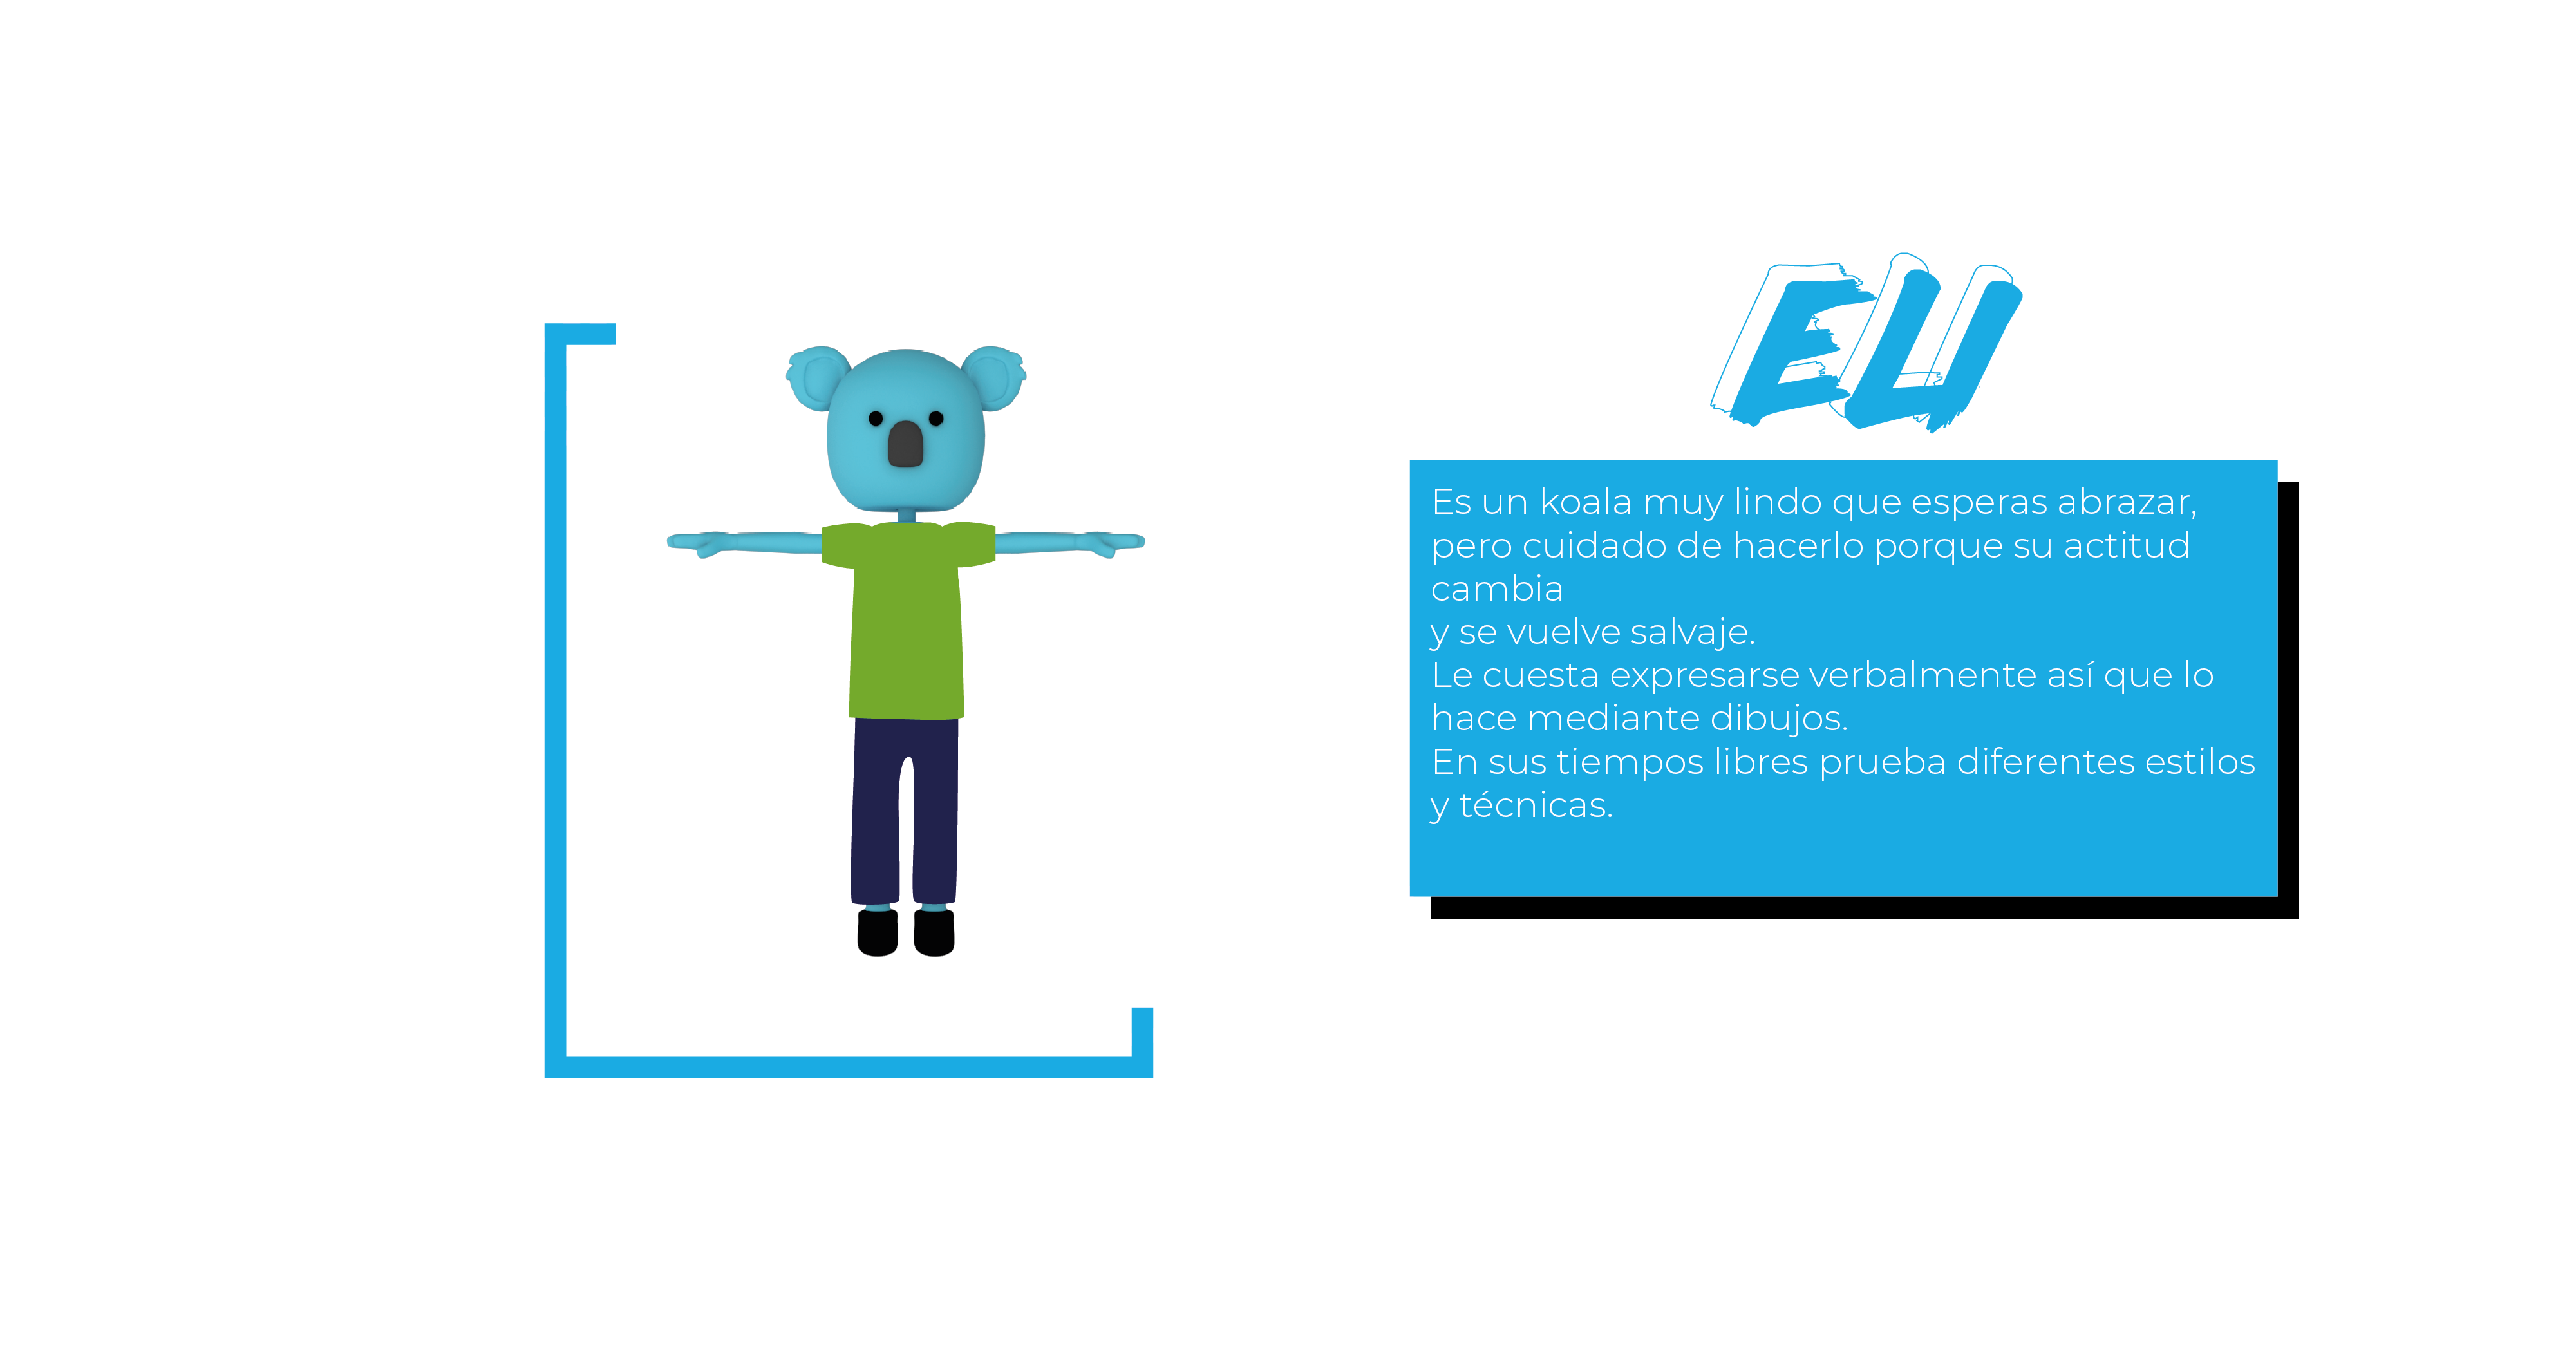 ELI
Es un koala muy lindo que esperas abrazar,
pero cuidado de hacerlo porque su actitud
cambia
y se vuelve salvaje.
Le cuesta expresarse verbalmente así que lo
hace mediante dibujos.
En sus tiempos libres prueba diferentes estilos
y técnicas.